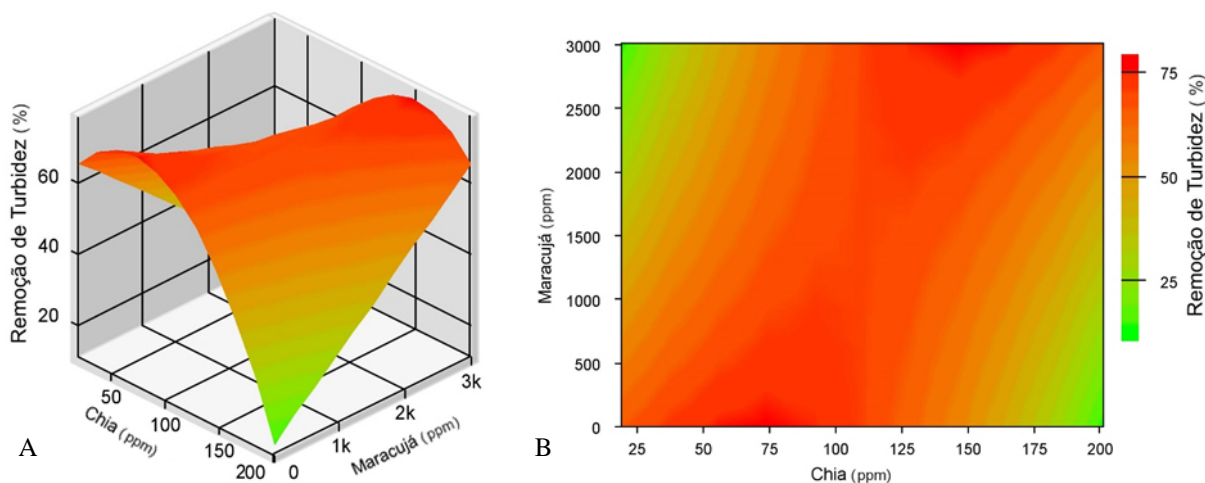 Remoção de Turbidez (%)
60
40
20
50
100
150
200
Chia (ppm)
0
1k
2k
3k
Maracujá (ppm)
A
3000
2500
2000
1500
1000
500
0
Maracujá (ppm)
25
50
75
100
125
150
175
200
Chia (ppm)
B
75
50
25
Remoção de Turbidez ( %)